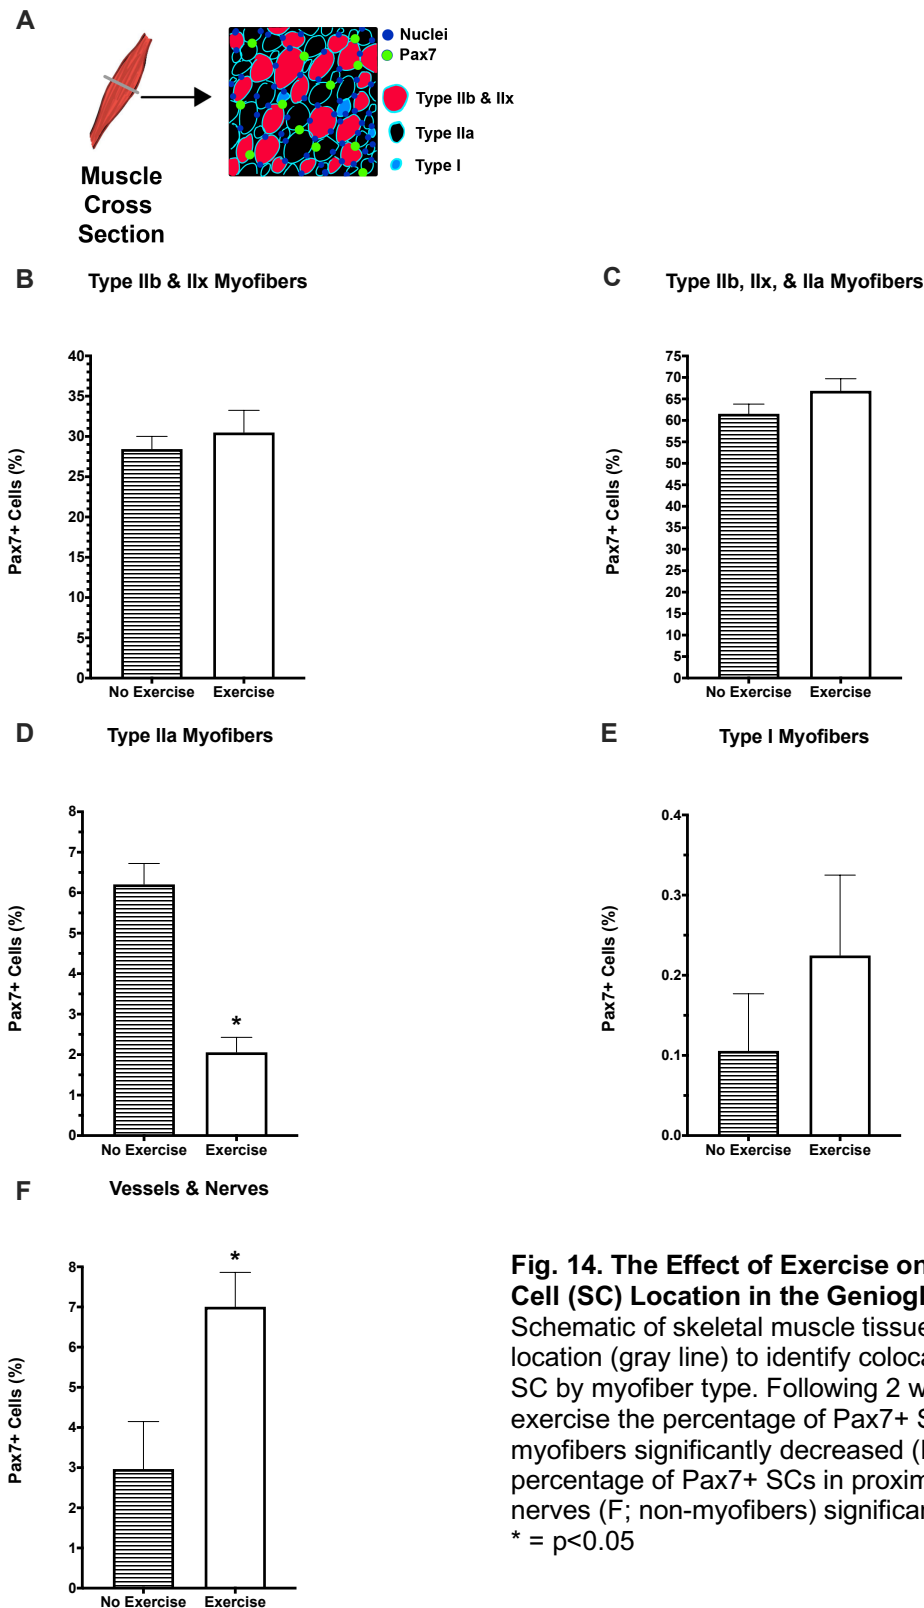 A
Nuclei
Pax7
Type IIb & IIx
Type IIa
Type I
Muscle
Cross
Section
B
Type IIb & IIx Myofibers
Pax7+ Cells (%)
40
35
30
25
20
15
10
5
0
No Exercise Exercise
C
Type IIb, IIx, & IIa Myofibers
Pax7+ Cells (%)
75
70
65
60
55
50
45
40
35
30
25
20
15
10
5
0
No Exercise Exercise
D
Type IIa Myofibers
Pax7+ Cells (%)
8
7
6
5
4
3
2
1
0
*
No Exercise Exercise
E
Type I Myofibers
Pax7+ Cells (%)
0.4
0.3
0.2
0.1
0.0
No Exercise Exercise
F
Vessels & Nerves
Pax7+ Cells (%)
8
7
6
5
4
3
2
1
0
*
No Exercise Exercise
Fig. 14. The Effect of Exercise on
Cell (SC) Location in the Geniogl
Schematic of skeletal muscle tissue
location (gray line) to identify coloca
SC by myofiber type. Following 2 w
exercise the percentage of Pax7+ S
myofibers significantly decreased (
percentage of Pax7+ SCs in proxim
nerves (F; non-myofibers) significan
* = p<0.05